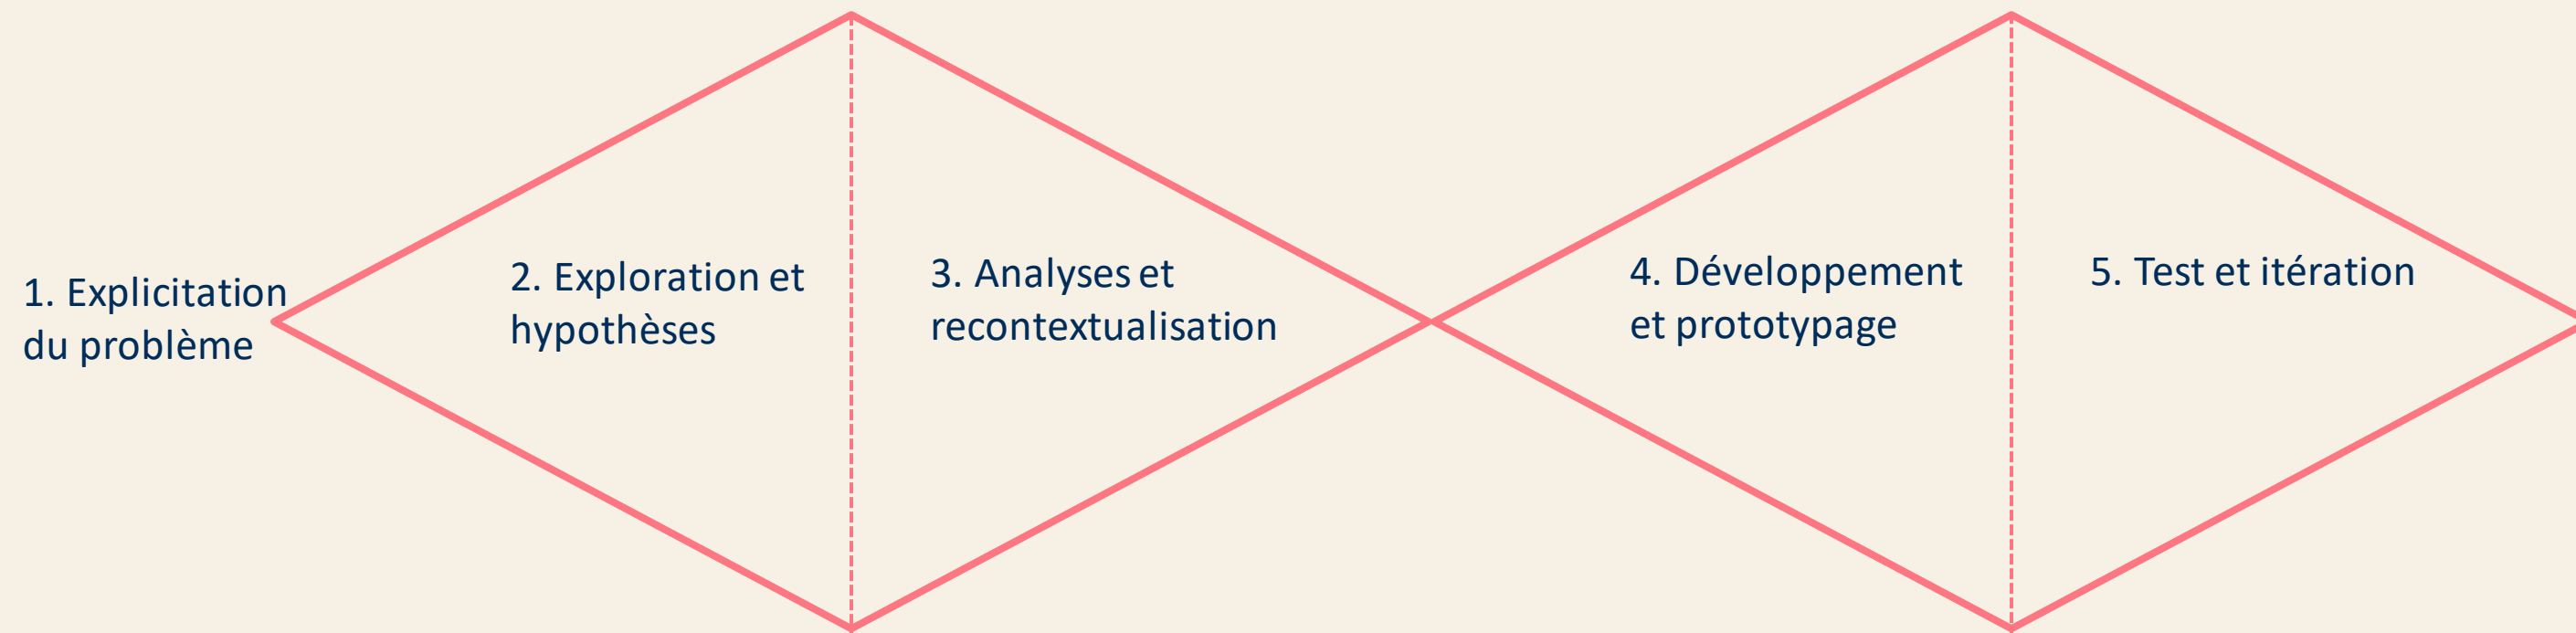 1. Explicitation
du problème
2. Exploration et
hypothèses
3. Analyses et
recontextualisation
4. Développement
et prototypage
5. Test et itération